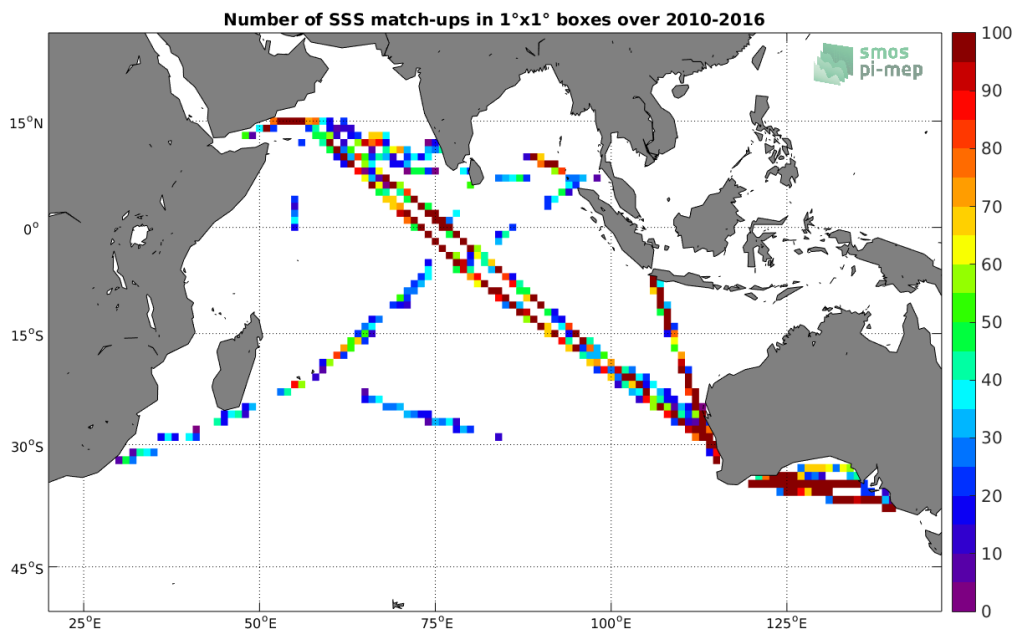 Number of SSS match-ups in 1°x1° boxes over 2010-2016
smos
pi-mep
100
90
80
70
60
50
40
30
20
10
0
15°N
0°
15°S
30°S
45°S
25°E
50°E
75°E
100°E
125°E